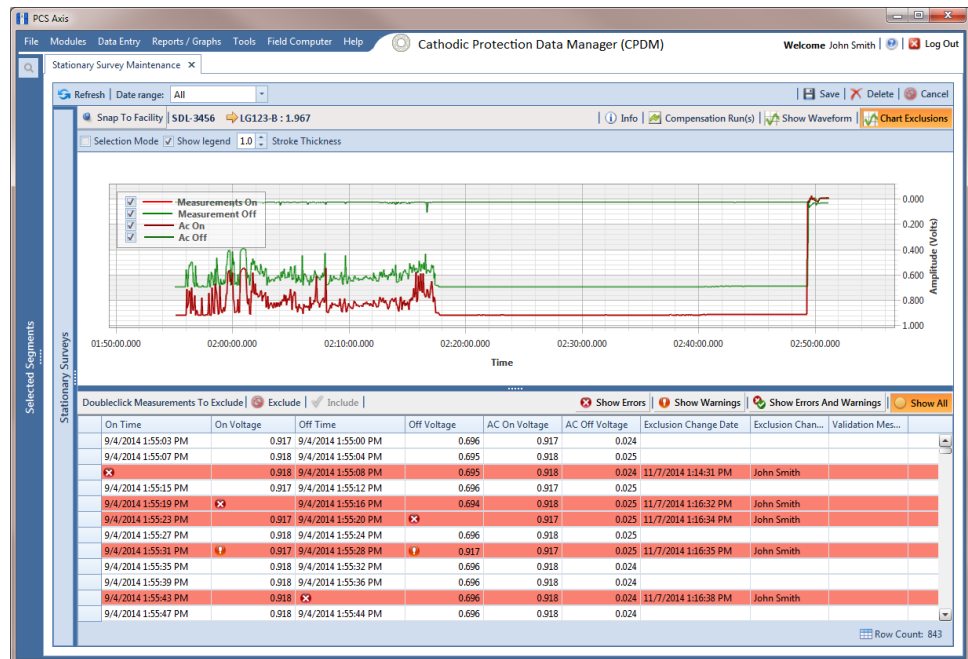 PCS Axis
File Modules Data Entry Reports / Graphs Tools Field Computer Help Cathodic Protection Data Manager (CPDM) Welcome John Smith | | Log Out
Stationary Survey Maintenance ×
Refresh | Date range: All | Save | Delete | Cancel
Snap To Facility | SDL-3456 LG123-B : 1.967 | Info | Compensation Run(s) | Show Waveform | Chart Exclusions
Selection Mode Show legend 1.0 Stroke Thickness
Measurements On
Measurement Off
Ac On
Ac Off
0.000
0.200
0.400
0.600
0.800
1.000
Amplitude (Volts)
01:50:00.000 02:00:00.000 02:10:00.000 02:20:00.000 02:30:00.000 02:40:00.000 02:50:00.000
Time
Selected Segments
Stationary Surveys
Doubleclick Measurements To Exclude | Exclude | Include | Show Errors | Show Warnings | Show Errors And Warnings | Show All
On Time On Voltage Off Time Off Voltage AC On Voltage AC Off Voltage Exclusion Change Date Exclusion Chan... Validation Mes...
9/4/2014 1:55:03 PM 0.917 9/4/2014 1:55:00 PM 0.696 0.917 0.024
9/4/2014 1:55:07 PM 0.918 9/4/2014 1:55:04 PM 0.695 0.918 0.025
0.918 9/4/2014 1:55:08 PM 0.695 0.918 0.024 11/7/2014 1:14:31 PM John Smith
9/4/2014 1:55:15 PM 0.917 9/4/2014 1:55:12 PM 0.696 0.917 0.025
9/4/2014 1:55:19 PM 9/4/2014 1:55:16 PM 0.694 0.918 0.025 11/7/2014 1:16:32 PM John Smith
9/4/2014 1:55:23 PM 0.917 9/4/2014 1:55:20 PM 0.917 0.025 11/7/2014 1:16:34 PM John Smith
9/4/2014 1:55:27 PM 0.918 9/4/2014 1:55:24 PM 0.696 0.918 0.025
9/4/2014 1:55:31 PM 0.917 9/4/2014 1:55:28 PM 0.917 0.917 0.025 11/7/2014 1:16:35 PM John Smith
9/4/2014 1:55:35 PM 0.918 9/4/2014 1:55:32 PM 0.696 0.918 0.024
9/4/2014 1:55:39 PM 0.918 9/4/2014 1:55:36 PM 0.696 0.918 0.024
9/4/2014 1:55:43 PM 0.918 0.696 0.918 0.024 11/7/2014 1:16:38 PM John Smith
9/4/2014 1:55:47 PM 0.918 9/4/2014 1:55:44 PM 0.696 0.918 0.024
Row Count: 843